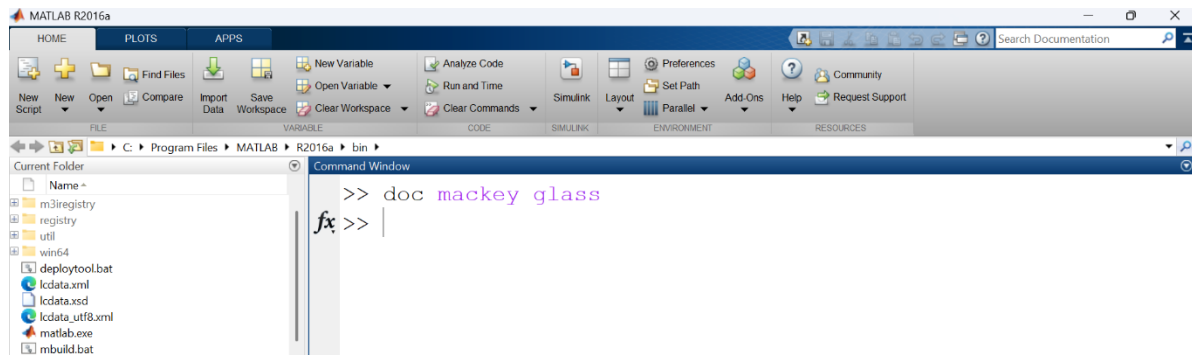 MATLAB R2016a
HOME PLOTS APPS
Search Documentation
New Script
New
Open
Find Files
Compare
Import Data
Save Workspace
New Variable
Open Variable
Clear Workspace
Analyze Code
Run and Time
Clear Commands
Simulink
Layout
Preferences
Set Path
Parallel
Add-Ons
Help
Community
Request Support
FILE VARIABLE CODE SIMULINK ENVIRONMENT RESOURCES
C: Program Files MATLAB R2016a bin
Current Folder
Name
m3iregistry
registry
util
win64
deploytool.bat
lcdata.xml
lcdata.xsd
lcdata_utf8.xml
matlab.exe
mbuild.bat
Command Window
>> doc mackey glass
fx >>